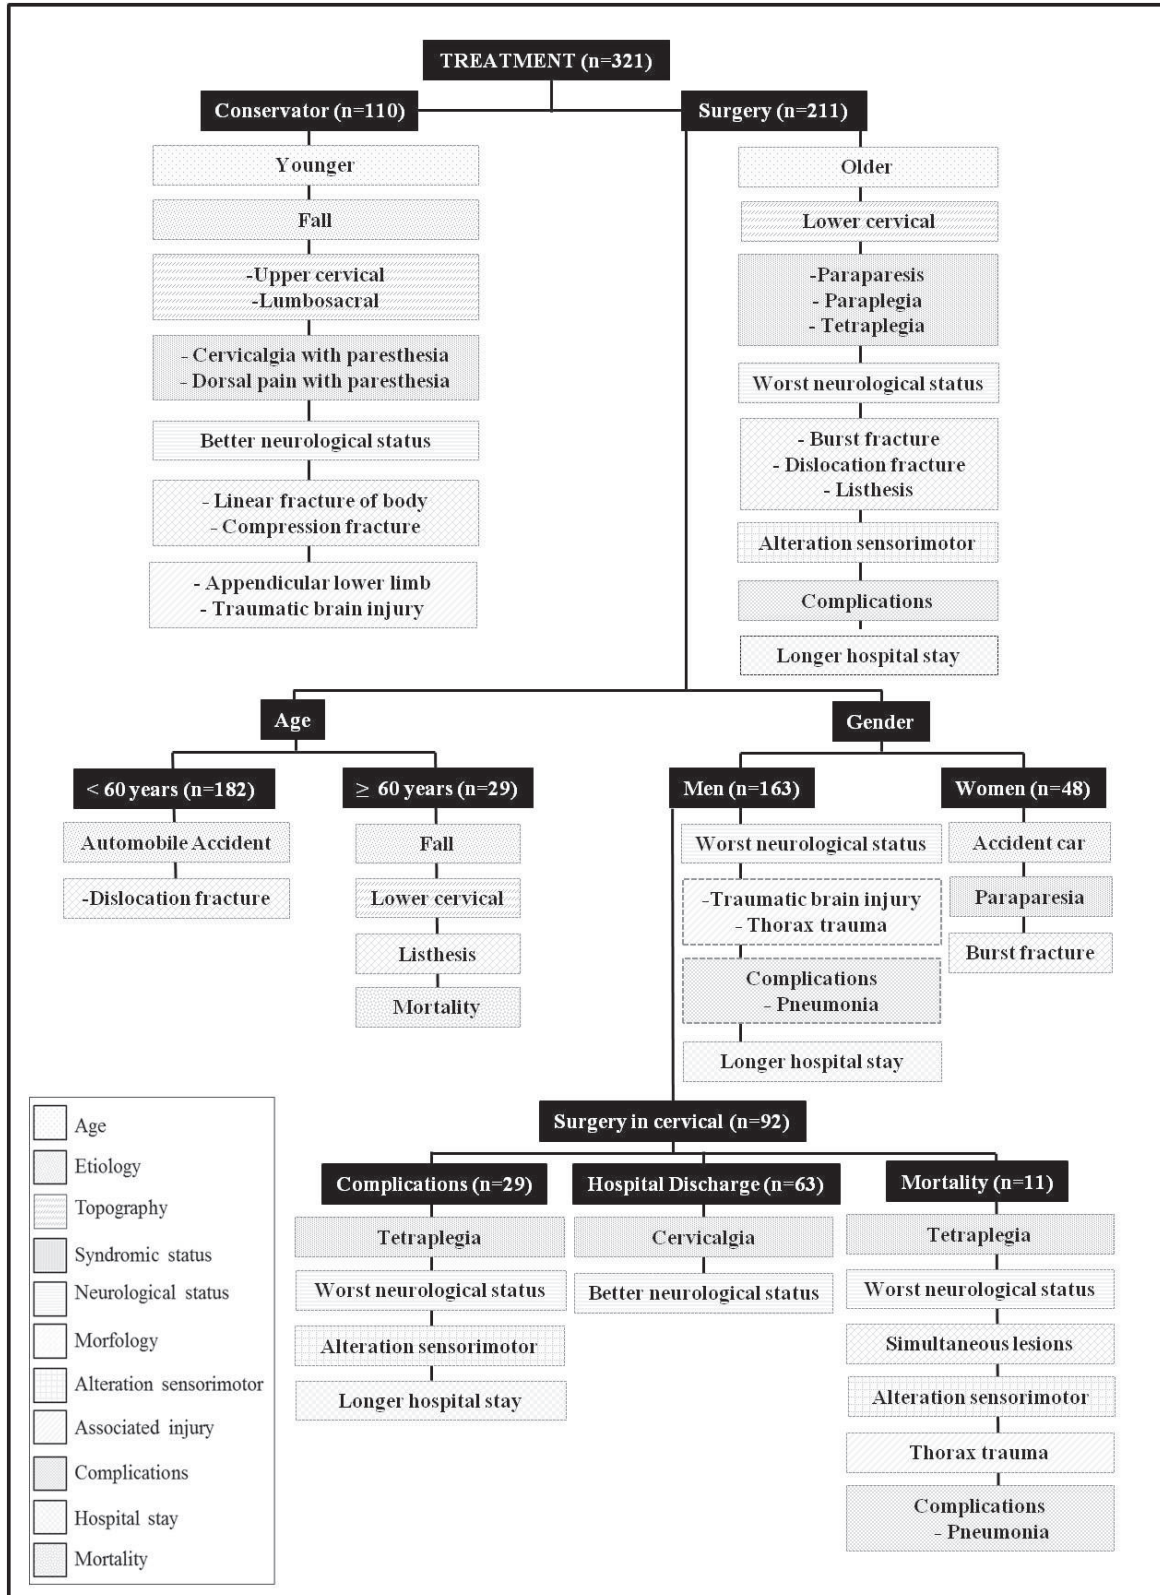 TREATMENT (n=321)
Conservator (n=110)
Younger
Fall
-Upper cervical
-Lumbosacral
- Cervicalgia with paresthesia
- Dorsal pain with paresthesia
Better neurological status
- Linear fracture of body
- Compression fracture
- Appendicular lower limb
- Traumatic brain injury
Surgery (n=211)
Older
Lower cervical
-Paraparesis
- Paraplegia
- Tetraplegia
Worst neurological status
- Burst fracture
- Dislocation fracture
- Listhesis
Alteration sensorimotor
Complications
Longer hospital stay
Age
< 60 years (n=182)
Automobile Accident
-Dislocation fracture
≥ 60 years (n=29)
Fall
Lower cervical
Listhesis
Mortality
Gender
Men (n=163)
Worst neurological status
-Traumatic brain injury
- Thorax trauma
Complications
- Pneumonia
Longer hospital stay
Women (n=48)
Accident car
Paraparesia
Burst fracture
Surgery in cervical (n=92)
Complications (n=29)
Tetraplegia
Worst neurological status
Alteration sensorimotor
Longer hospital stay
Hospital Discharge (n=63)
Cervicalgia
Better neurological status
Mortality (n=11)
Tetraplegia
Worst neurological status
Simultaneous lesions
Alteration sensorimotor
Thorax trauma
Complications
- Pneumonia
Age
Etiology
Topography
Syndromic status
Neurological status
Morfology
Alteration sensorimotor
Associated injury
Complications
Hospital stay
Mortality